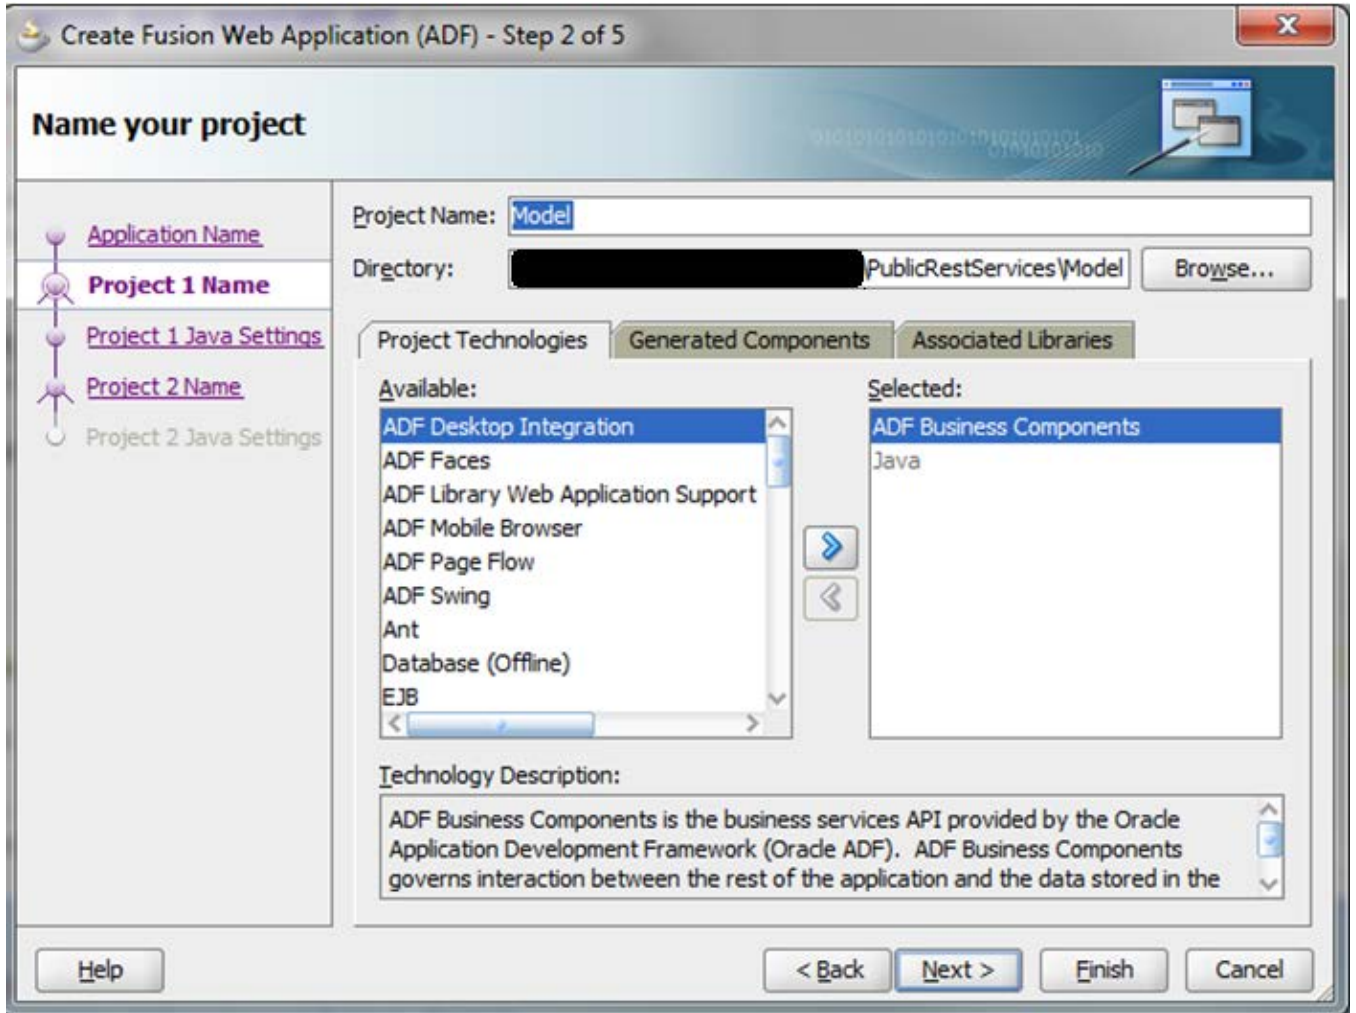 Create Fusion Web Application (ADF) - Step 2 of 5
Name your project
Application Name
Project 1 Name
Project 1 Java Settings
Project 2 Name
Project 2 Java Settings
Project Name: Model
Directory: \PublicRestServices\Model Browse...
Project Technologies Generated Components Associated Libraries
Available:
ADF Desktop Integration
ADF Faces
ADF Library Web Application Support
ADF Mobile Browser
ADF Page Flow
ADF Swing
Ant
Database (Offline)
EJB
Selected:
ADF Business Components
Java
Technology Description:
ADF Business Components is the business services API provided by the Oracle
Application Development Framework (Oracle ADF). ADF Business Components
governs interaction between the rest of the application and the data stored in the
Help < Back Next > Finish Cancel